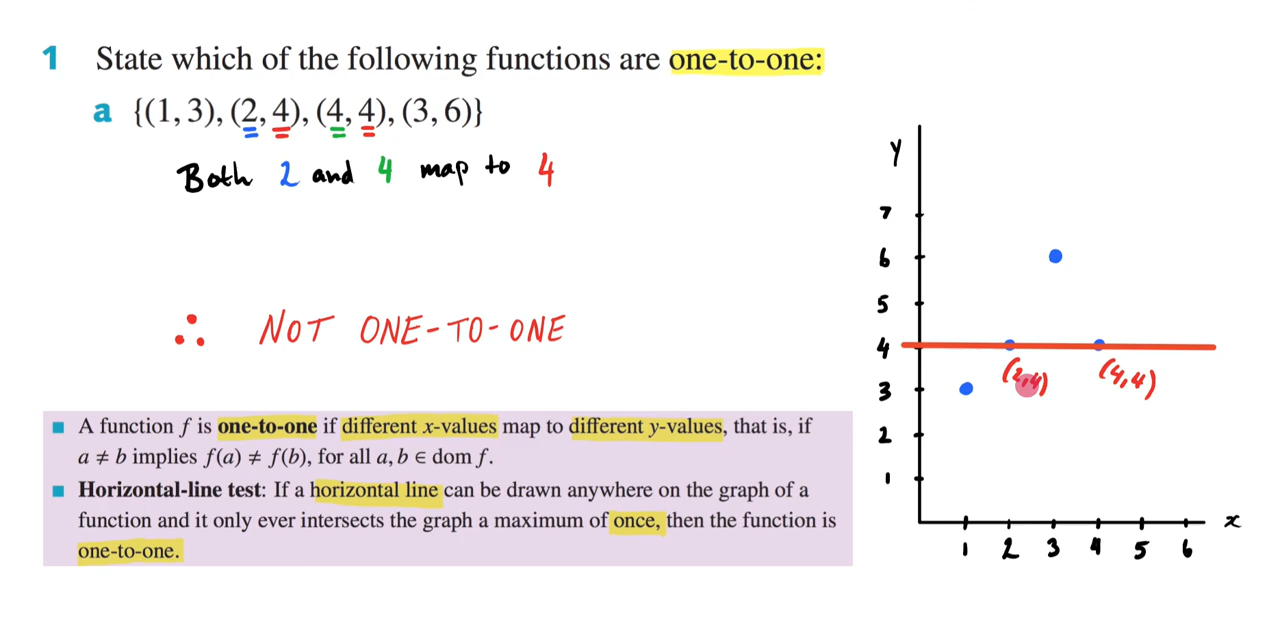 1 State which of the following functions are one-to-one:
a {(1, 3), (2, 4), (4, 4), (3, 6)}
Both 2 and 4 map to 4
∴ NOT ONE-TO-ONE
■ A function f is one-to-one if different x-values map to different y-values, that is, if
a ≠ b implies f(a) ≠ f(b), for all a, b ∈ dom f.
■ Horizontal-line test: If a horizontal line can be drawn anywhere on the graph of a
function and it only ever intersects the graph a maximum of once, then the function is
one-to-one.
Y
7
6
5
4
(2,4) (4,4)
3
2
1
x
1 2 3 4 5 6